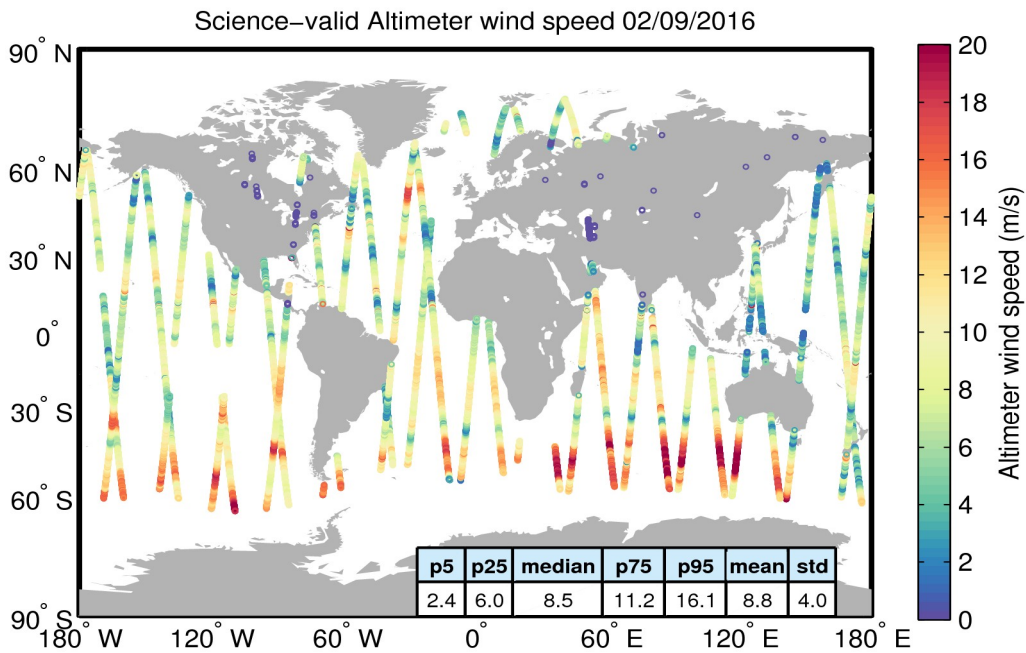 Science−valid Altimeter wind speed 02/09/2016
90° N
60° N
30° N
0°
30° S
60° S
90° S
180° W
120° W
60° W
0°
60° E
120° E
180° E
p5 p25 median p75 p95 mean std
2.4 6.0 8.5 11.2 16.1 8.8 4.0
20
18
16
14
12
10
8
6
4
2
0
Altimeter wind speed (m/s)